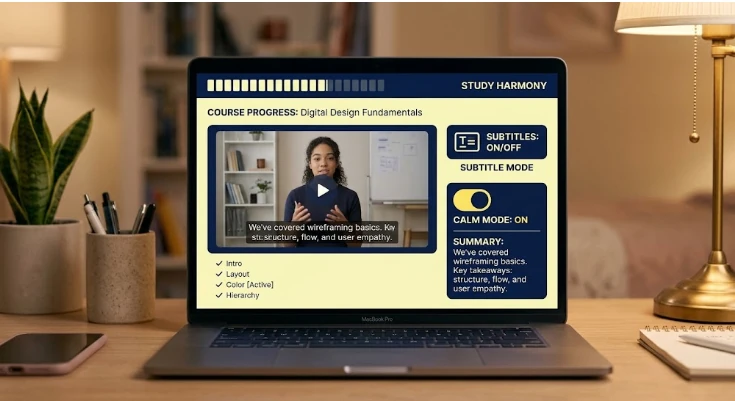 STUDY HARMONY
COURSE PROGRESS: Digital Design Fundamentals
We've covered wireframing basics. Key
structure, flow, and user empathy.
Intro
Layout
Color [Active]
Hierarchy
T
SUBTITLES:
ON/OFF
SUBTITLE MODE
CALM MODE: ON
SUMMARY:
We've covered
wireframing basics.
Key takeaways:
structure, flow, and
user empathy.
MacBook Pro